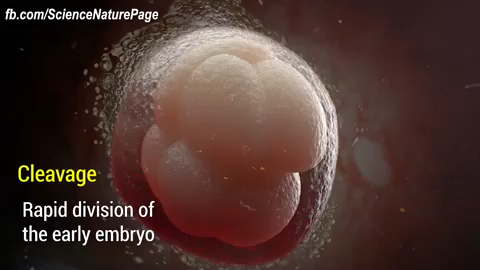 fb.com/ScienceNaturePage
Cleavage
Rapid division of
the early embryo